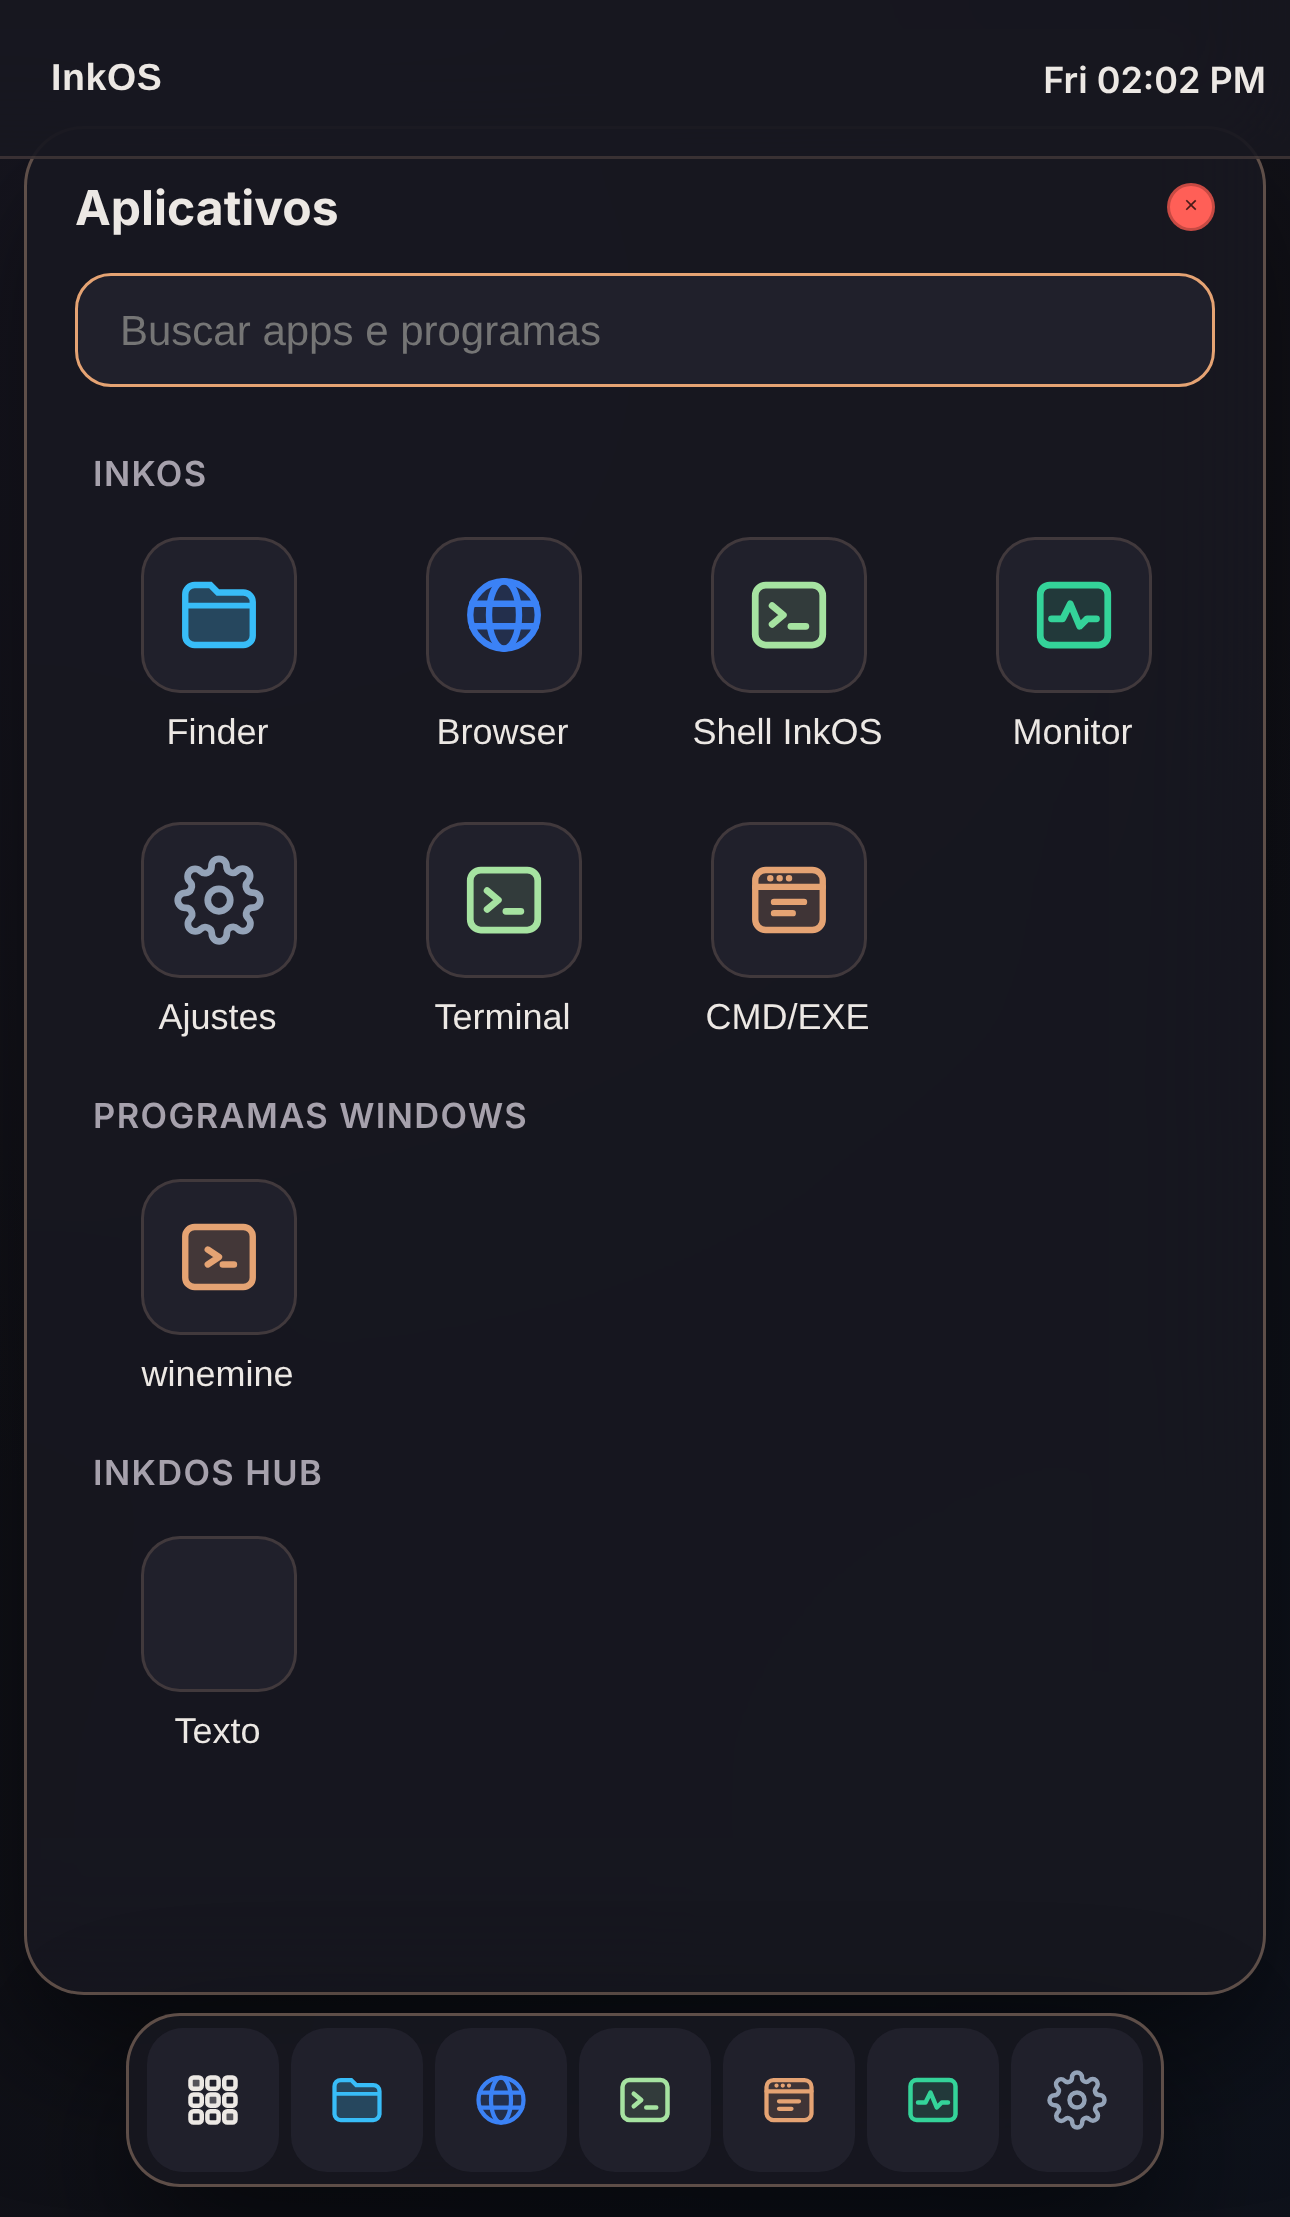 InkOS
Fri 02:02 PM
Aplicativos
Buscar apps e programas
INKOS
Finder
Browser
Shell InkOS
Monitor
Ajustes
Terminal
CMD/EXE
PROGRAMAS WINDOWS
winemine
INKDOS HUB
Texto